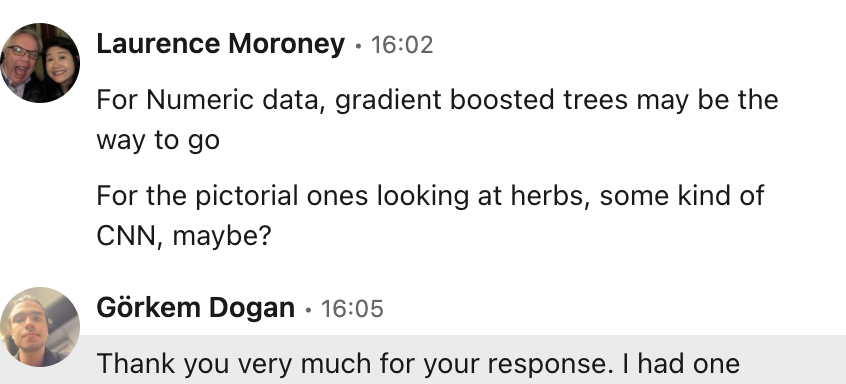 Laurence Moroney • 16:02
For Numeric data, gradient boosted trees may be the
way to go
For the pictorial ones looking at herbs, some kind of
CNN, maybe?
Görkem Dogan • 16:05
Thank you very much for your response. I had one